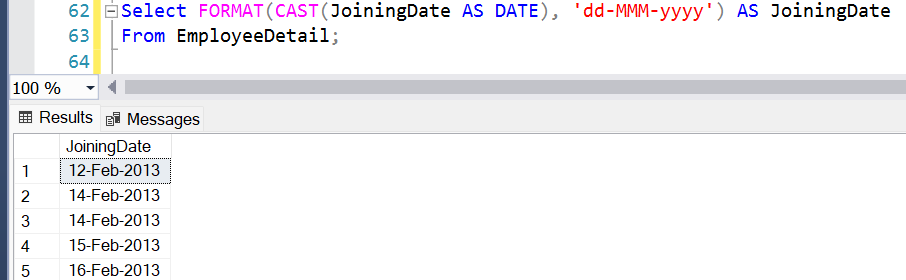 62 Select FORMAT(CAST(JoiningDate AS DATE), 'dd-MMM-yyyy') AS JoiningDate
63 From EmployeeDetail;
64
100 %
Results Messages
JoiningDate
1 12-Feb-2013
2 14-Feb-2013
3 14-Feb-2013
4 15-Feb-2013
5 16-Feb-2013